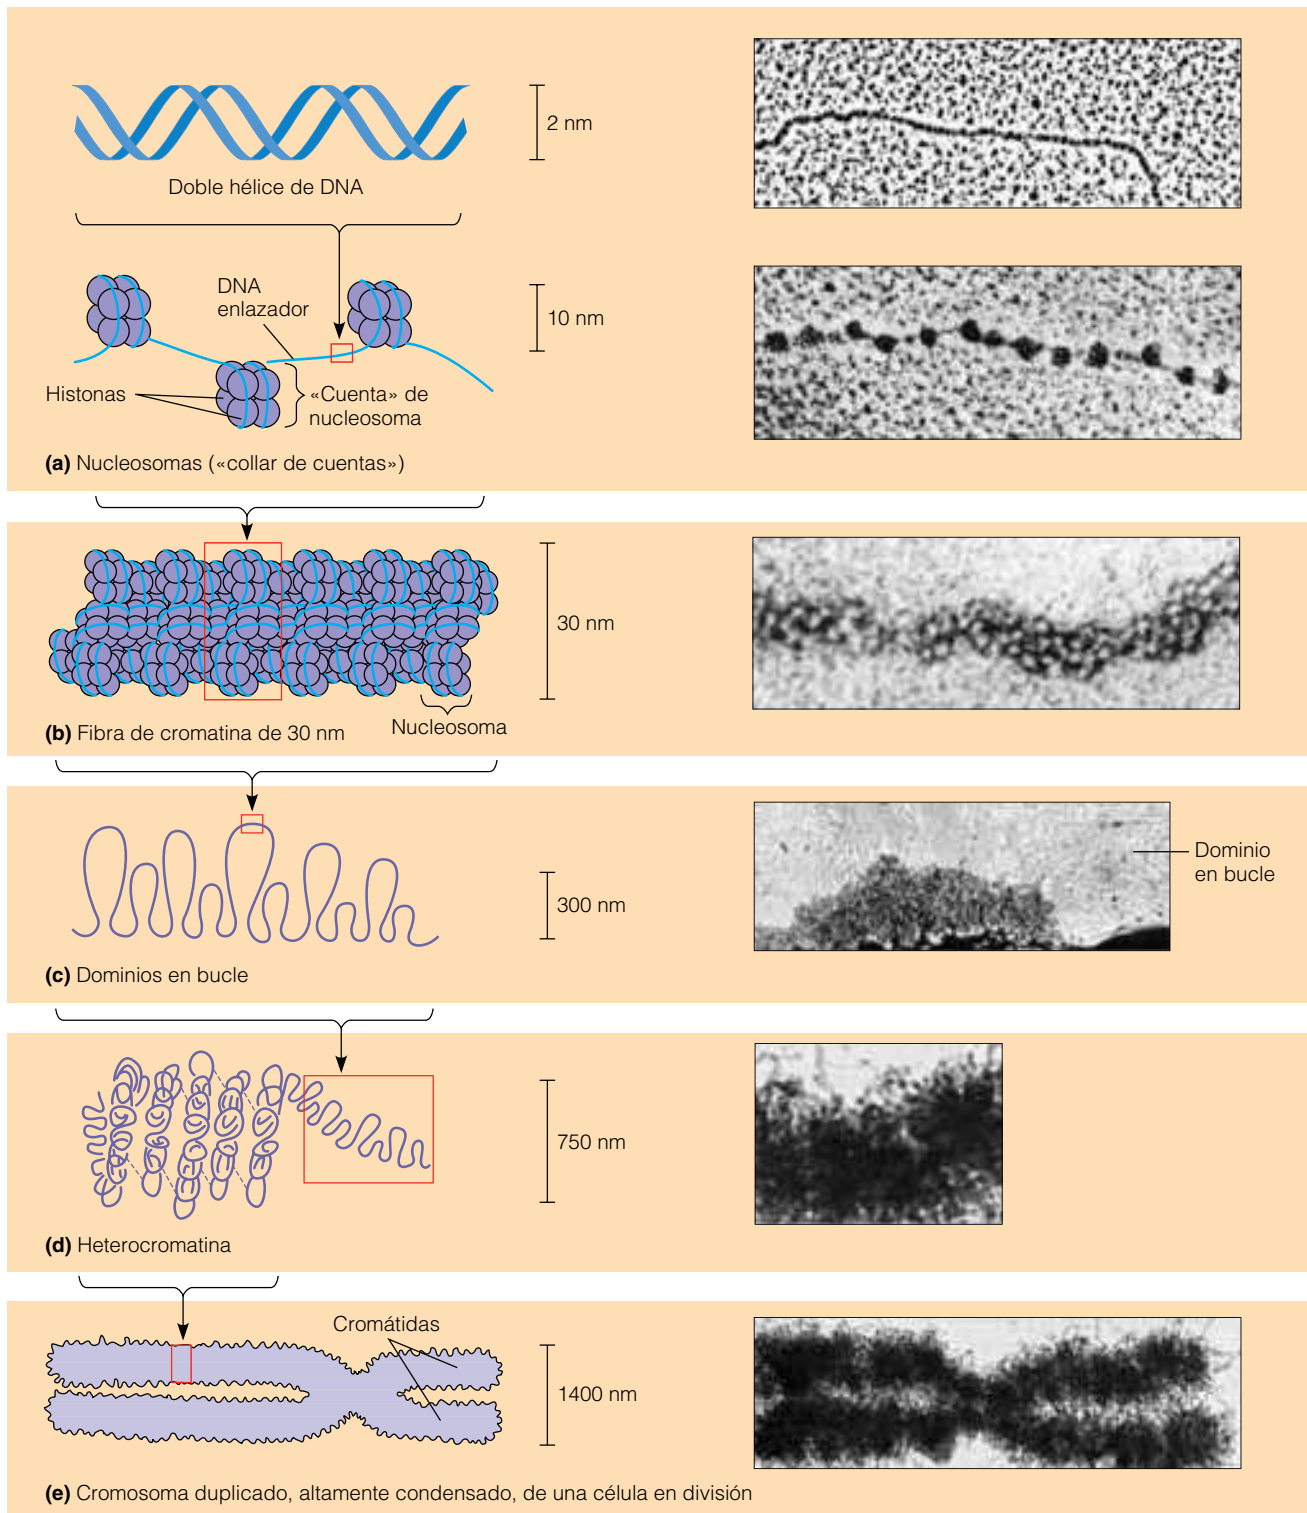 2 nm
Doble hélice de DNA
DNA
enlazador
10 nm
Histonas
«Cuenta» de
nucleosoma
(a) Nucleosomas («collar de cuentas»)
30 nm
Nucleosoma
(b) Fibra de cromatina de 30 nm
Dominio
en bucle
300 nm
(c) Dominios en bucle
750 nm
(d) Heterocromatina
Cromátidas
1400 nm
(e) Cromosoma duplicado, altamente condensado, de una célula en división